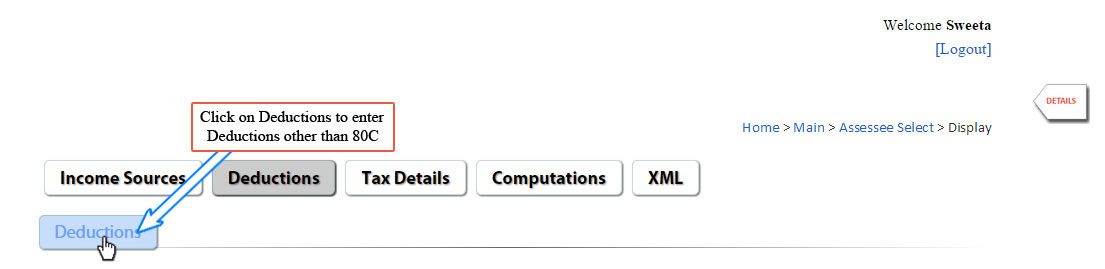 Welcome Sweeta
[Logout]
DETAILS
Click on Deductions to enter
Deductions other than 80C
Home > Main > Assessee Select > Display
Income Sources Deductions Tax Details Computations XML
Deductions